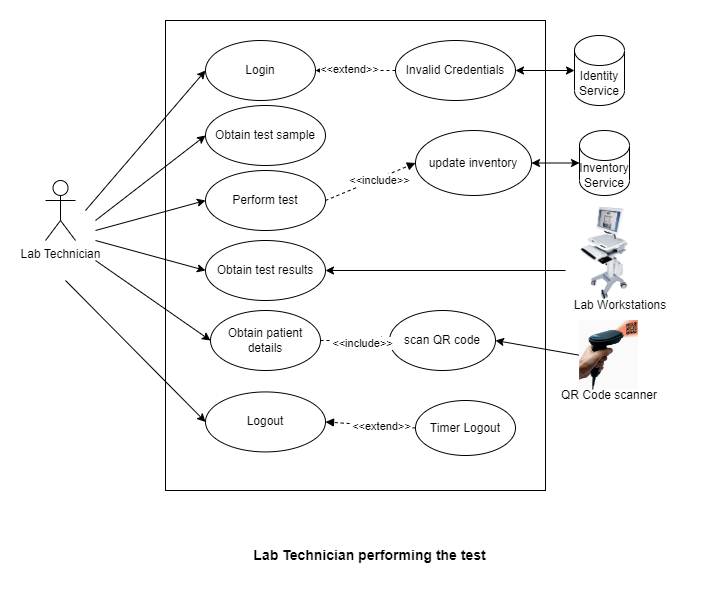 Login
<<extend>>
Invalid Credentials
Identity
Service
Obtain test sample
update inventory
Inventory
Service
<<include>>
Perform test
Lab Technician
Obtain test results
Lab Workstations
Obtain patient
details
<<include>>
scan QR code
QR Code scanner
Logout
<<extend>>
Timer Logout
Lab Technician performing the test